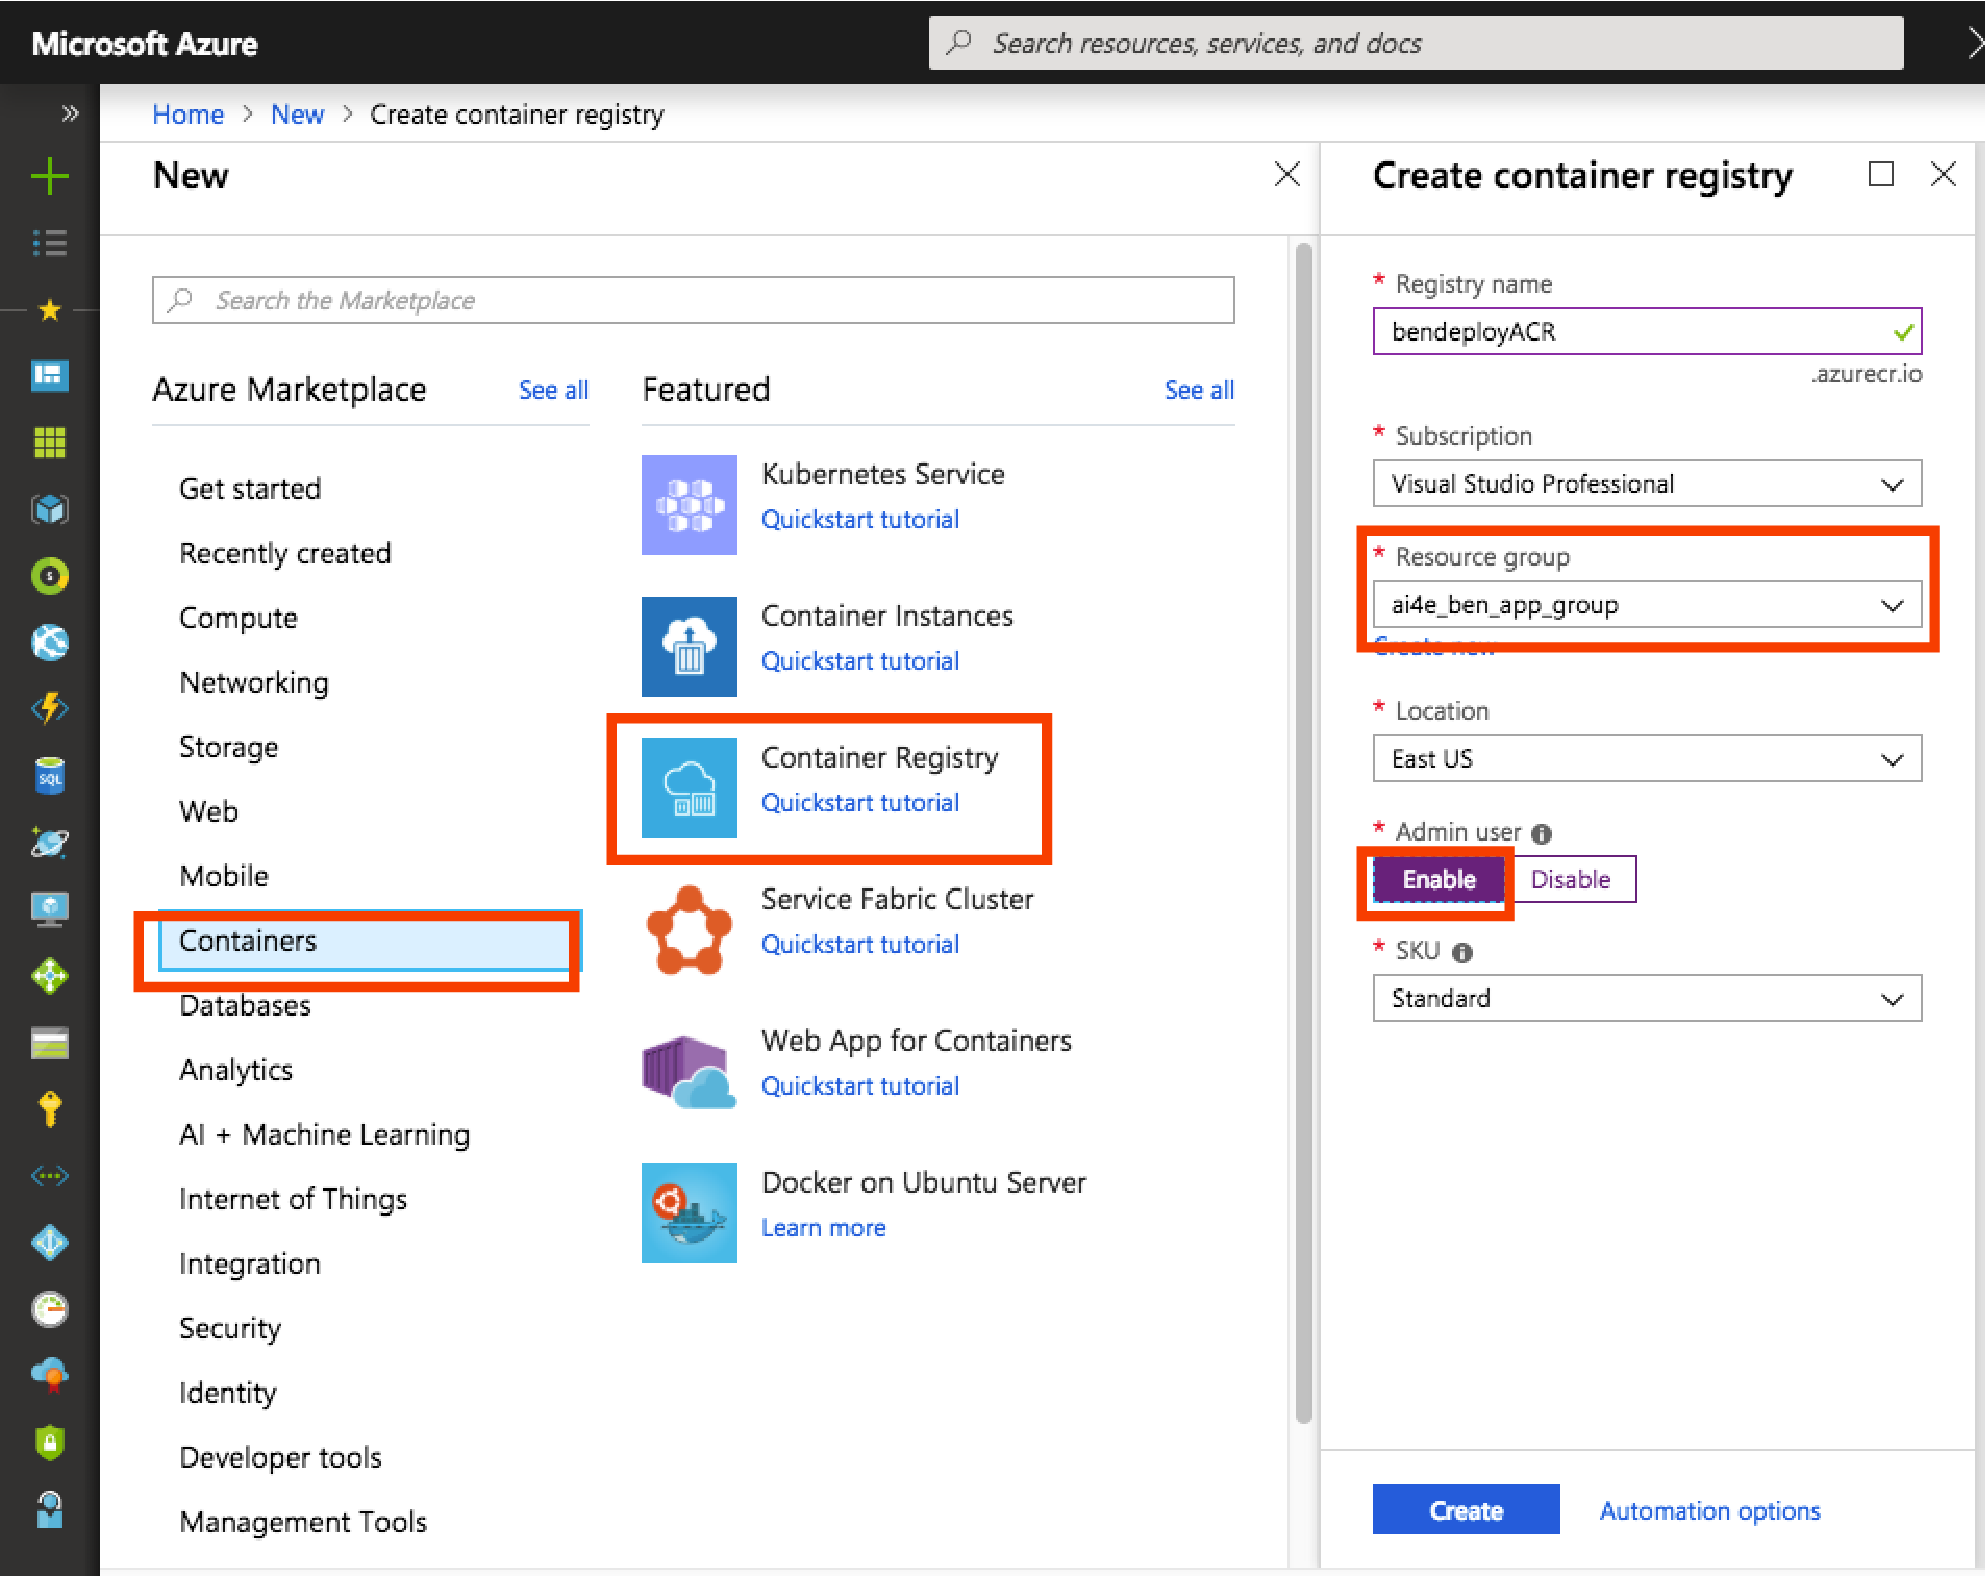 Microsoft Azure
Search resources, services, and docs
Home > New > Create container registry
New
Search the Marketplace
Azure Marketplace
See all
Get started
Recently created
Compute
Networking
Storage
Web
Mobile
Containers
Databases
Analytics
AI + Machine Learning
Internet of Things
Integration
Security
Identity
Developer tools
Management Tools
Featured
See all
Kubernetes Service
Quickstart tutorial
Container Instances
Quickstart tutorial
Container Registry
Quickstart tutorial
Service Fabric Cluster
Quickstart tutorial
Web App for Containers
Quickstart tutorial
Docker on Ubuntu Server
Learn more
Create container registry
* Registry name
bendeployACR
.azurecr.io
* Subscription
Visual Studio Professional
* Resource group
ai4e_ben_app_group
Create new
* Location
East US
* Admin user
Enable
Disable
* SKU
Standard
Create
Automation options
SQL